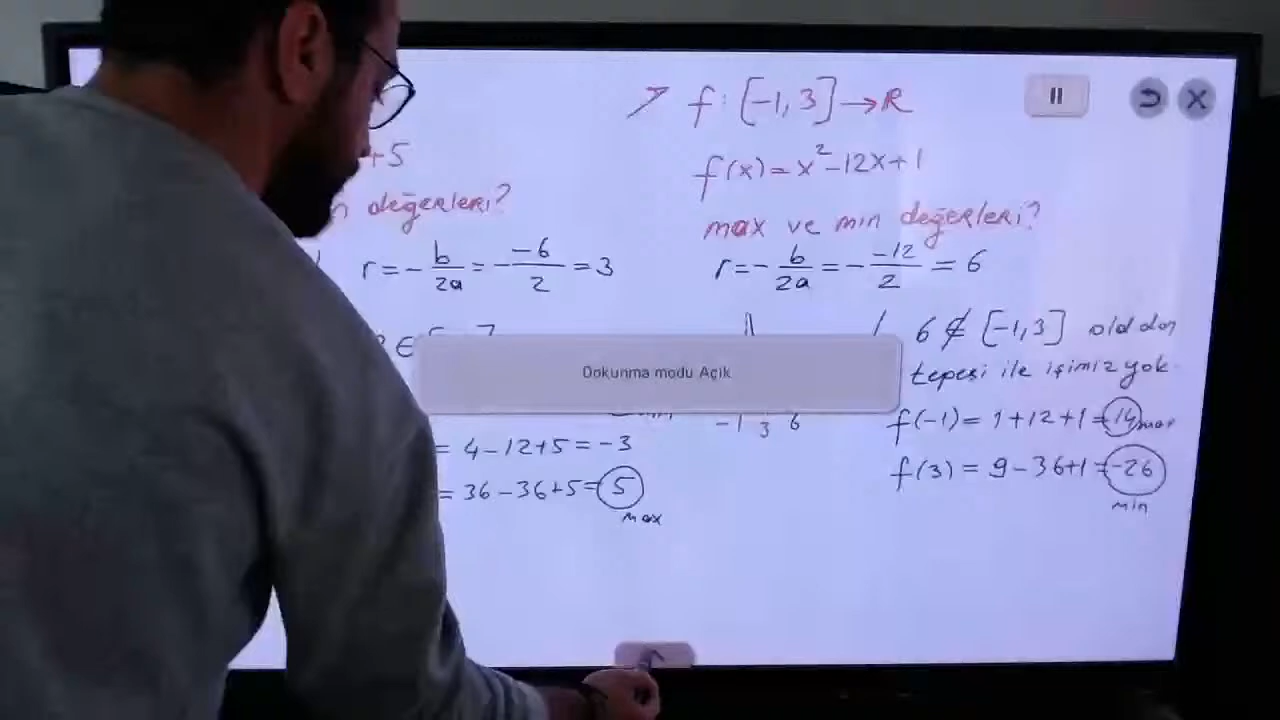 +5
değerleri?
r=-b/2a=--6/2=3
∈
= 4-12+5=-3
= 36-36+5=5
max
f:[-1,3]→R
f(x)=x²-12x+1
max ve min değerleri?
r=-b/2a=--12/2=6
6∉[-1,3] olddan
tepesi ile işimiz yok.
-1 3 6
f(-1)=1+12+1=14 max
f(3)=9-36+1=-26
min
Dokunma modu Açık